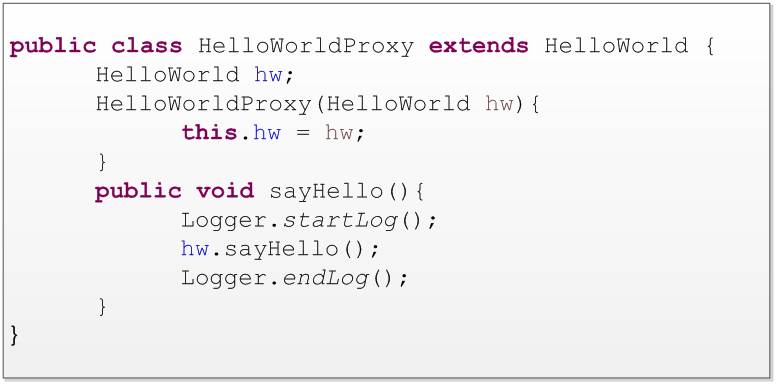 public class HelloWorldProxy extends HelloWorld {
HelloWorld hw;
HelloWorldProxy(HelloWorld hw){
this.hw = hw;
}
public void sayHello(){
Logger.startLog();
hw.sayHello();
Logger.endLog();
}
}